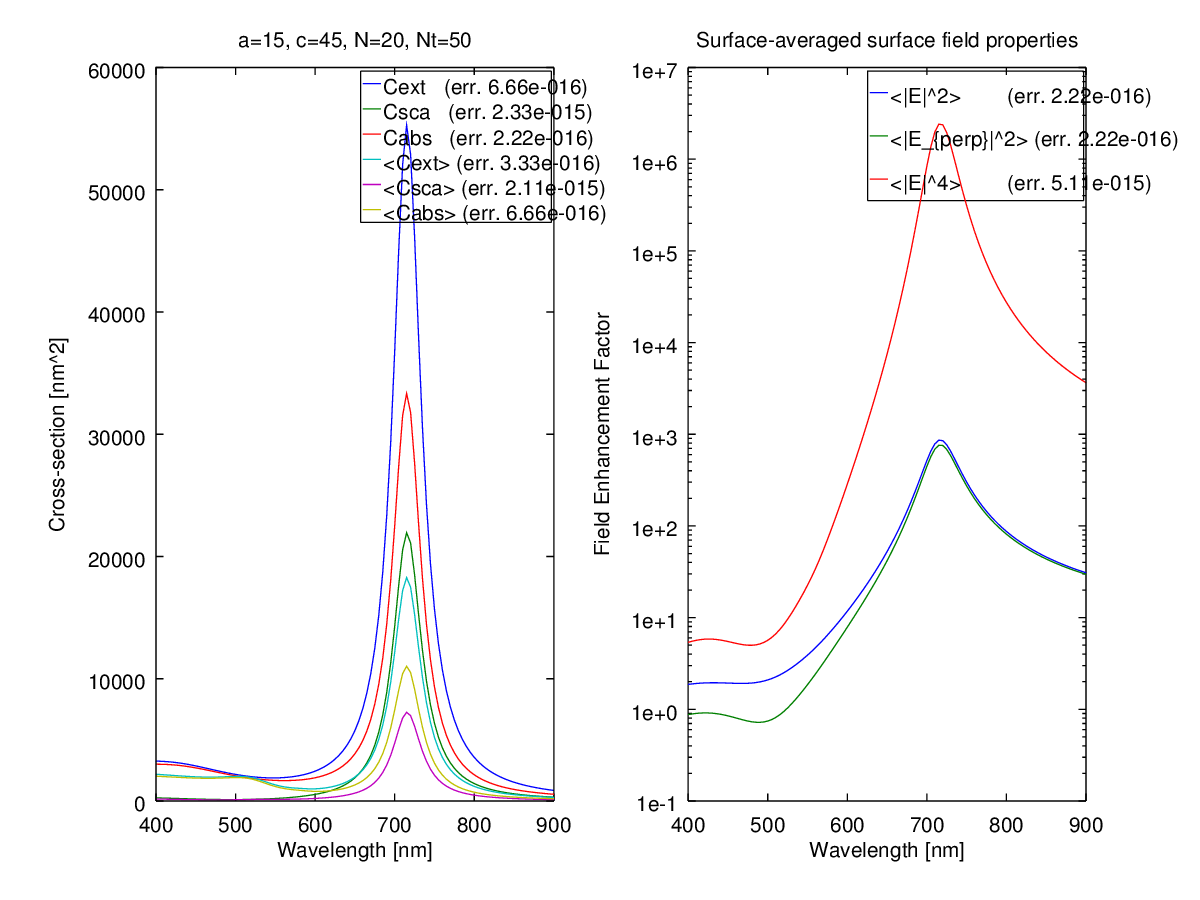 a=15, c=45, N=20, Nt=50
Cross-section [nm^2]
60000
50000
40000
30000
20000
10000
0
Cext (err. 6.66e-016)
Csca (err. 2.33e-015)
Cabs (err. 2.22e-016)
<Cext> (err. 3.33e-016)
<Csca> (err. 2.11e-015)
<Cabs> (err. 6.66e-016)
400 500 600 700 800 900
Wavelength [nm]
Surface-averaged surface field properties
Field Enhancement Factor
1e+7
1e+6
1e+5
1e+4
1e+3
1e+2
1e+1
1e+0
1e-1
<|E|^2> (err. 2.22e-016)
<|E_{perp}|^2> (err. 2.22e-016)
<|E|^4> (err. 5.11e-015)
400 500 600 700 800 900
Wavelength [nm]